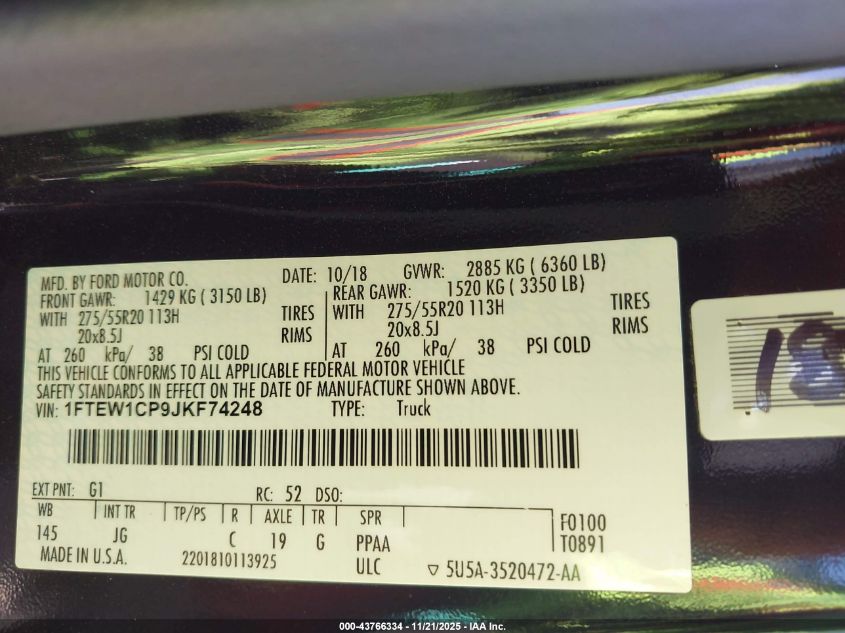 MFD. BY FORD MOTOR CO. DATE: 10/18 GVWR: 2885 KG ( 6360 LB)
FRONT GAWR: 1429 KG ( 3150 LB) REAR GAWR: 1520 KG ( 3350 LB)
WITH 275/55R20 113H TIRES WITH 275/55R20 113H TIRES
20x8.5J RIMS 20x8.5J RIMS
AT 260 kPa/ 38 PSI COLD AT 260 kPa/ 38 PSI COLD
THIS VEHICLE CONFORMS TO ALL APPLICABLE FEDERAL MOTOR VEHICLE
SAFETY STANDARDS IN EFFECT ON THE DATE OF MANUFACTURE SHOWN ABOVE.
VIN: 1FTEW1CP9JKF74248 TYPE: Truck
EXT PNT: G1 RC: 52 DSO:
WB INT TR TP/PS R AXLE TR SPR
145 JG C 19 G PPAA
F0100
T0891
MADE IN U.S.A. 2201810113925 ULC ▽ 5U5A-3520472-AA
18
000-43766334 - 11/21/2025 - IAA Inc.